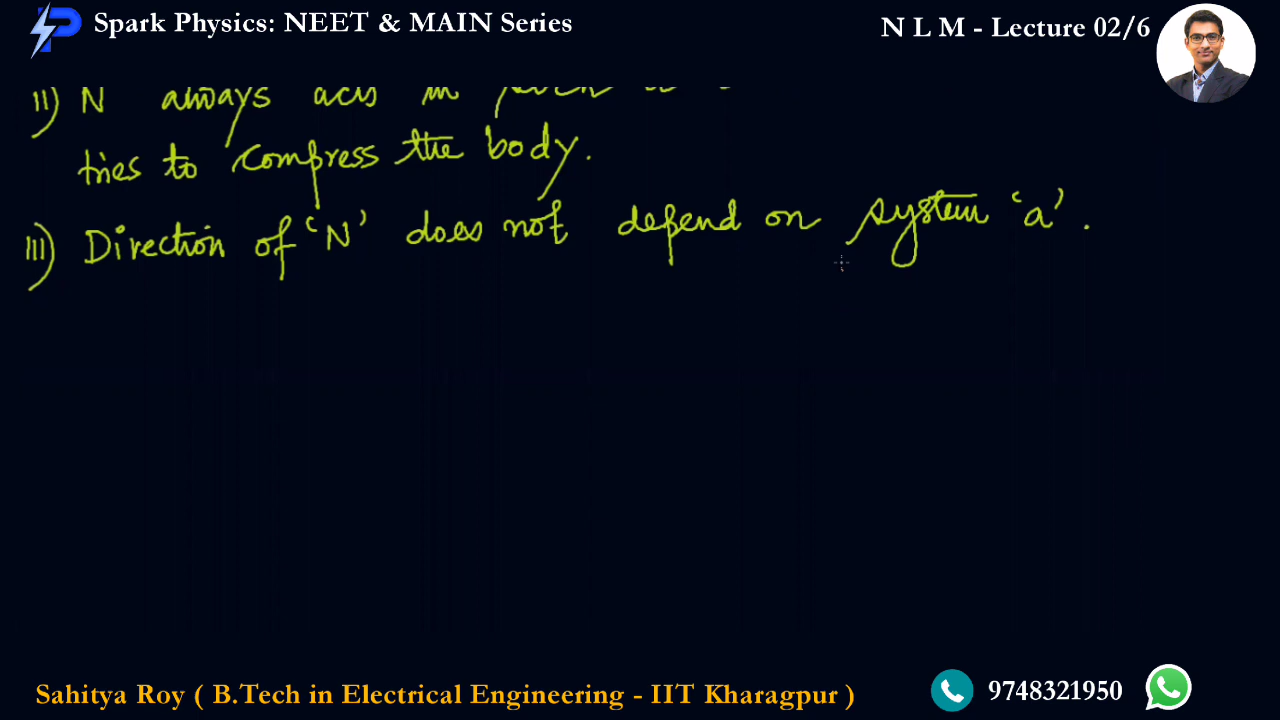 Spark Physics: NEET & MAIN Series
N L M - Lecture 02/6
II) N always acts in
tries to compress the body.
III) Direction of 'N' does not depend on system 'a'.
Sahitya Roy ( B.Tech in Electrical Engineering - IIT Kharagpur )
9748321950